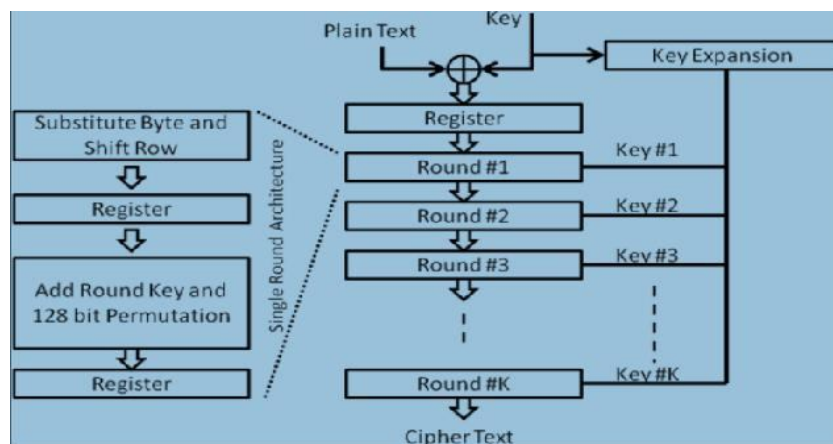 Key
Plain Text
Key Expansion
Substitute Byte and
Shift Row
Register
Add Round Key and
128 bit Permutation
Register
Single Round Architecture
Register
Round #1
Key #1
Round #2
Key #2
Round #3
Key #3
Round #K
Key #K
Cipher Text